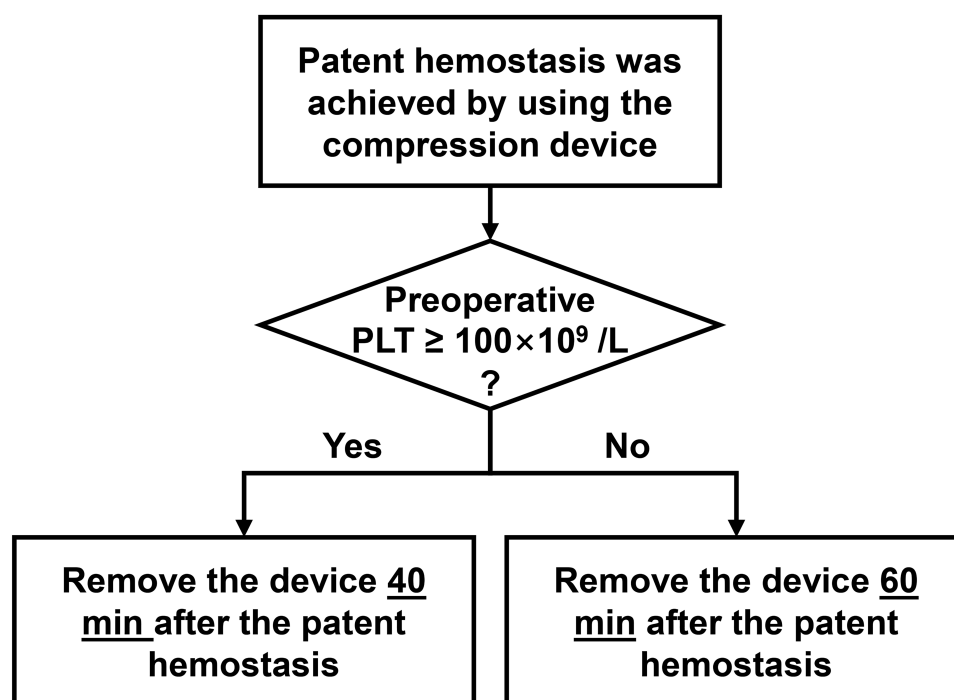 Patent hemostasis was
achieved by using the
compression device
Preoperative
PLT ≥ 100×10⁹ /L
?
Yes
No
Remove the device 40
min after the patent
hemostasis
Remove the device 60
min after the patent
hemostasis